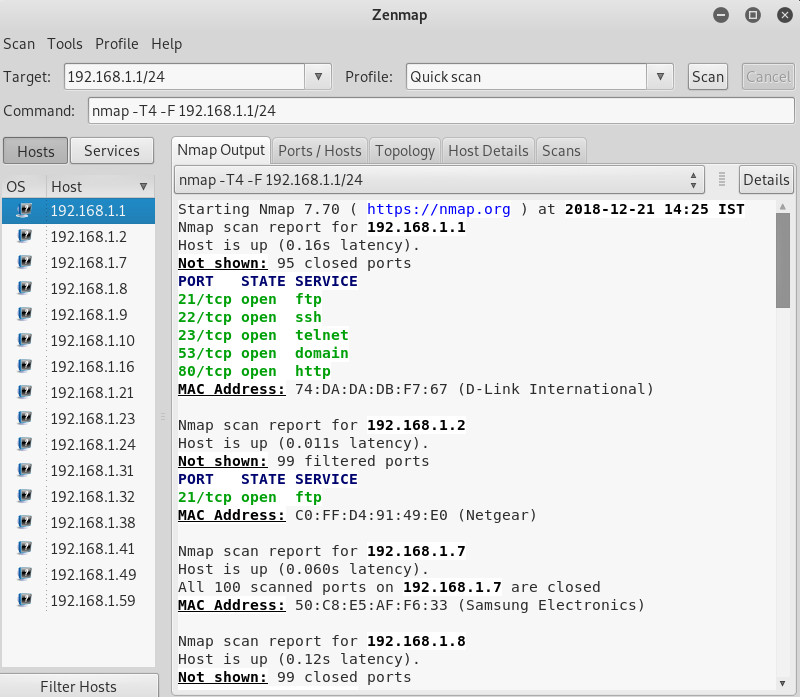 Zenmap
Scan Tools Profile Help
Target: 192.168.1.1/24 Profile: Quick scan Scan Cancel
Command: nmap -T4 -F 192.168.1.1/24
Hosts Services
OS Host
192.168.1.1
192.168.1.2
192.168.1.7
192.168.1.8
192.168.1.9
192.168.1.10
192.168.1.16
192.168.1.21
192.168.1.23
192.168.1.24
192.168.1.31
192.168.1.32
192.168.1.38
192.168.1.41
192.168.1.49
192.168.1.59
Filter Hosts
Nmap Output Ports / Hosts Topology Host Details Scans
nmap -T4 -F 192.168.1.1/24 Details
Starting Nmap 7.70 ( https://nmap.org ) at 2018-12-21 14:25 IST
Nmap scan report for 192.168.1.1
Host is up (0.16s latency).
Not shown: 95 closed ports
PORT STATE SERVICE
21/tcp open ftp
22/tcp open ssh
23/tcp open telnet
53/tcp open domain
80/tcp open http
MAC Address: 74:DA:DA:DB:F7:67 (D-Link International)
Nmap scan report for 192.168.1.2
Host is up (0.011s latency).
Not shown: 99 filtered ports
PORT STATE SERVICE
21/tcp open ftp
MAC Address: C0:FF:D4:91:49:E0 (Netgear)
Nmap scan report for 192.168.1.7
Host is up (0.060s latency).
All 100 scanned ports on 192.168.1.7 are closed
MAC Address: 50:C8:E5:AF:F6:33 (Samsung Electronics)
Nmap scan report for 192.168.1.8
Host is up (0.12s latency).
Not shown: 99 closed ports